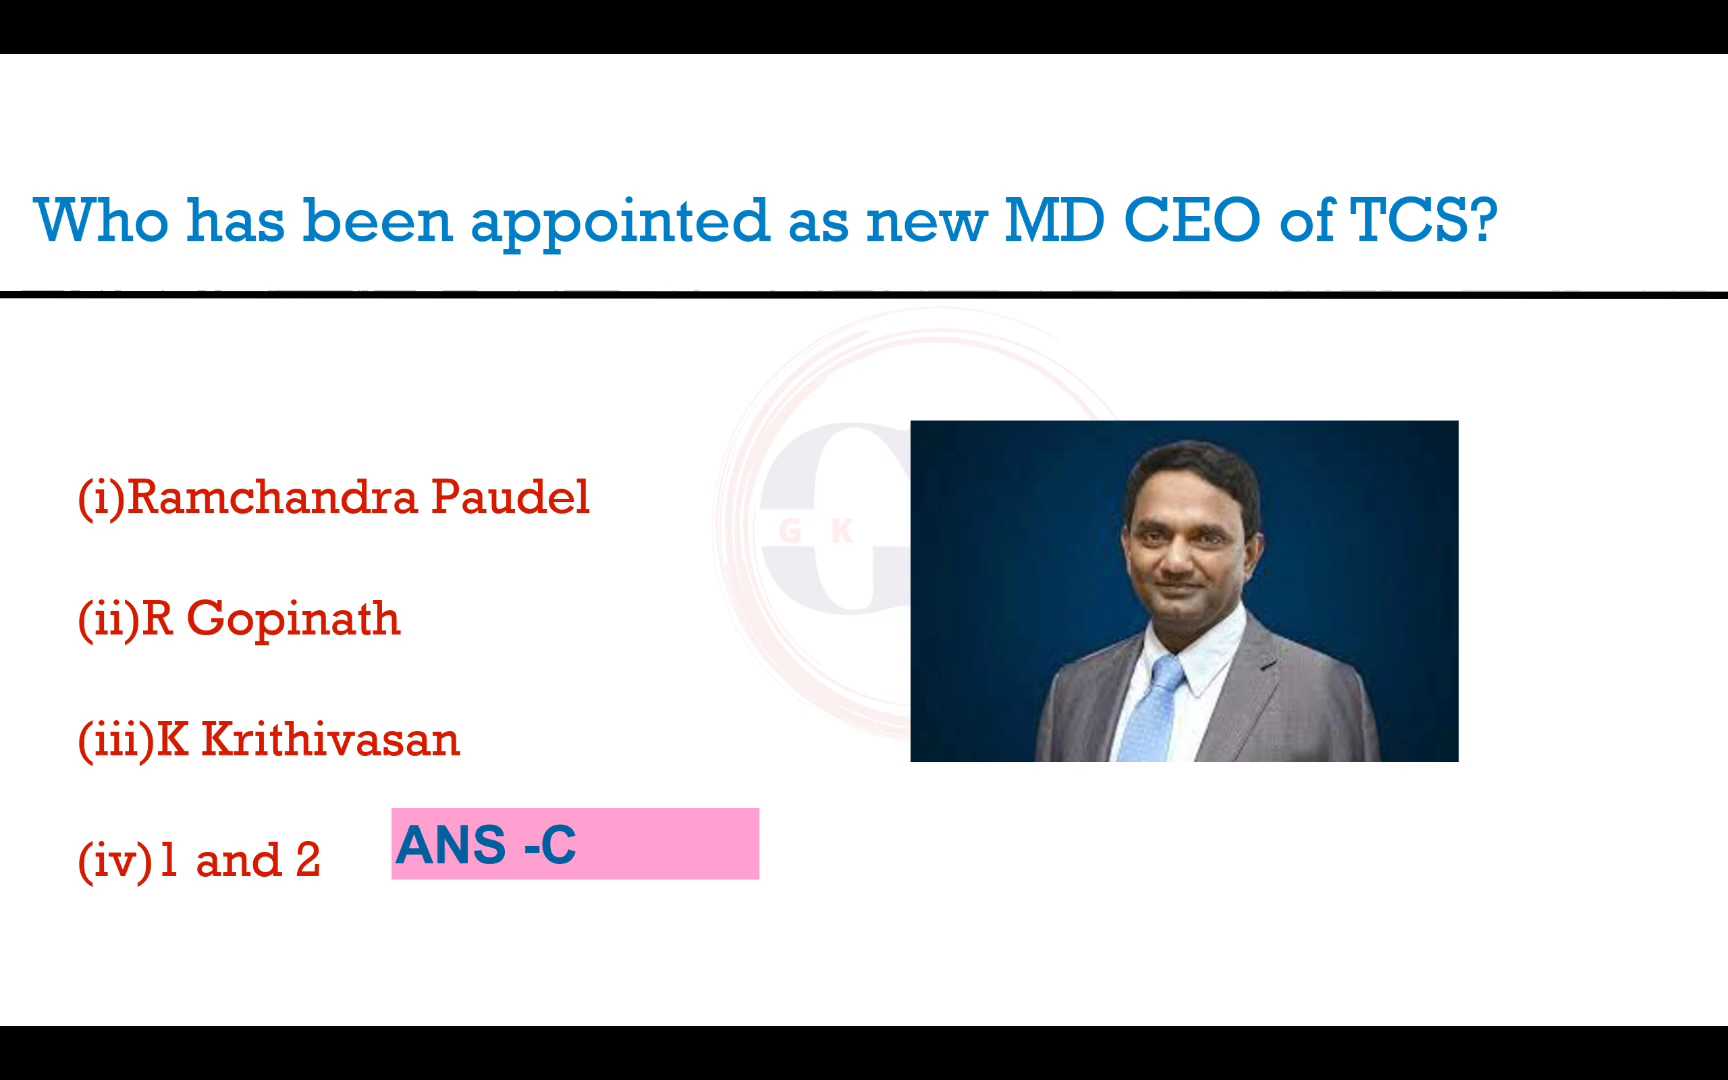 Who has been appointed as new MD CEO of TCS?
(i)Ramchandra Paudel
(ii)R Gopinath
(iii)K Krithivasan
(iv)1 and 2
ANS -C
G K